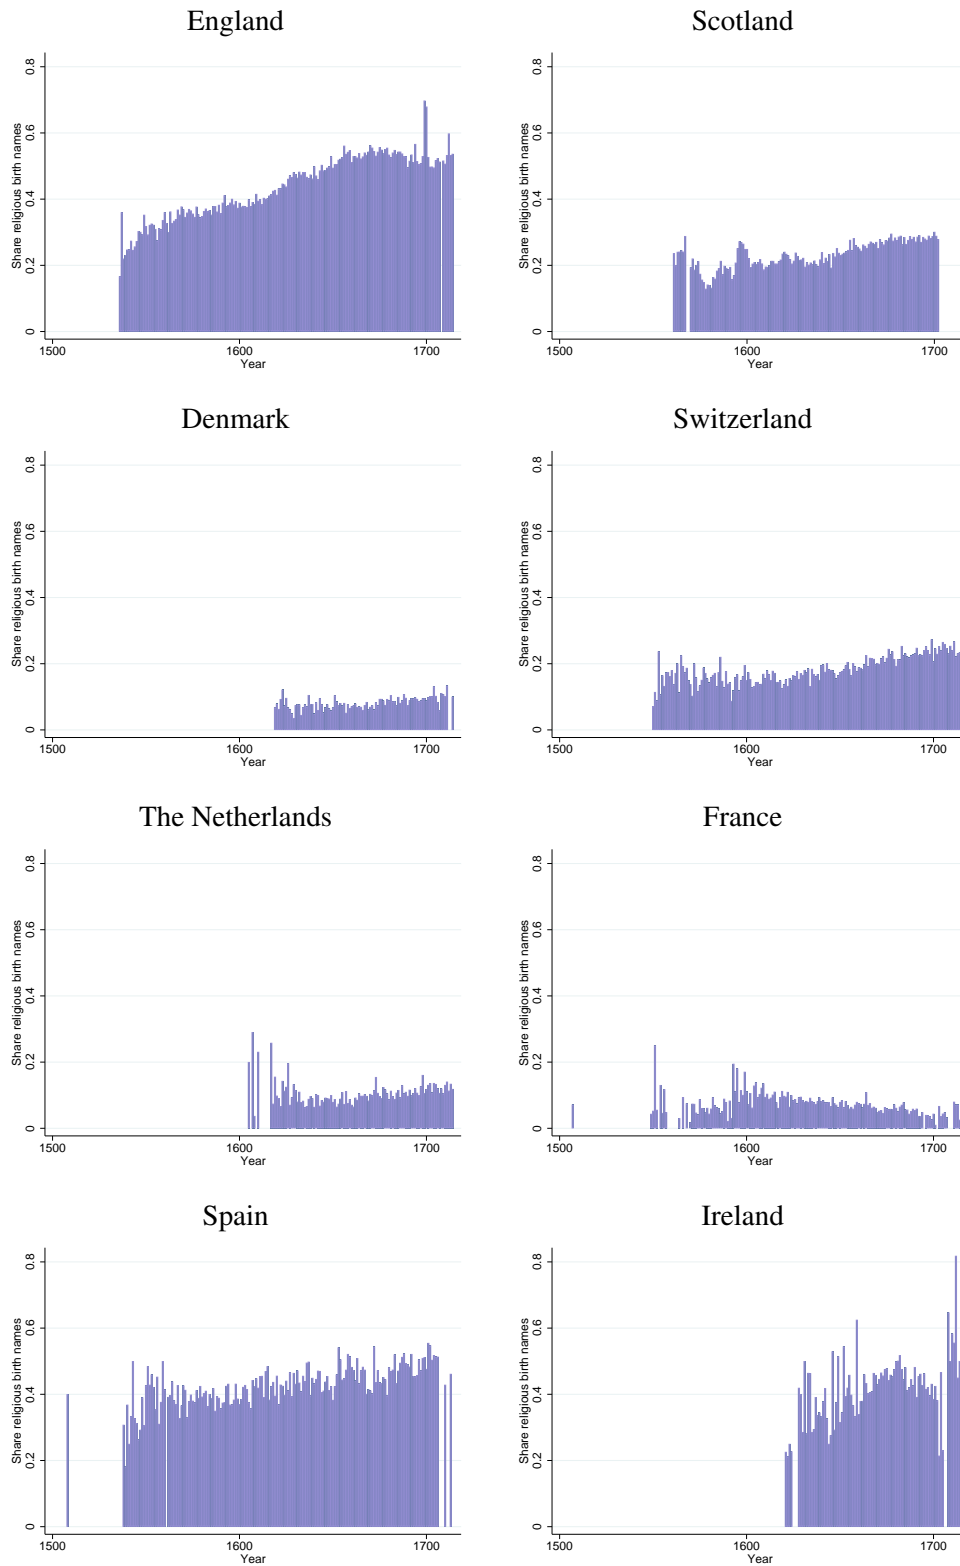 England
Scotland
Share religious birth names
0 0.2 0.4 0.6 0.8
1500 1600 1700
Year
Share religious birth names
0 0.2 0.4 0.6 0.8
1500 1600 1700
Year
Denmark
Switzerland
Share religious birth names
0 0.2 0.4 0.6 0.8
1500 1600 1700
Year
Share religious birth names
0 0.2 0.4 0.6 0.8
1500 1600 1700
Year
The Netherlands
France
Share religious birth names
0 0.2 0.4 0.6 0.8
1500 1600 1700
Year
Share religious birth names
0 0.2 0.4 0.6 0.8
1500 1600 1700
Year
Spain
Ireland
Share religious birth names
0 0.2 0.4 0.6 0.8
1500 1600 1700
Year
Share religious birth names
0 0.2 0.4 0.6 0.8
1500 1600 1700
Year